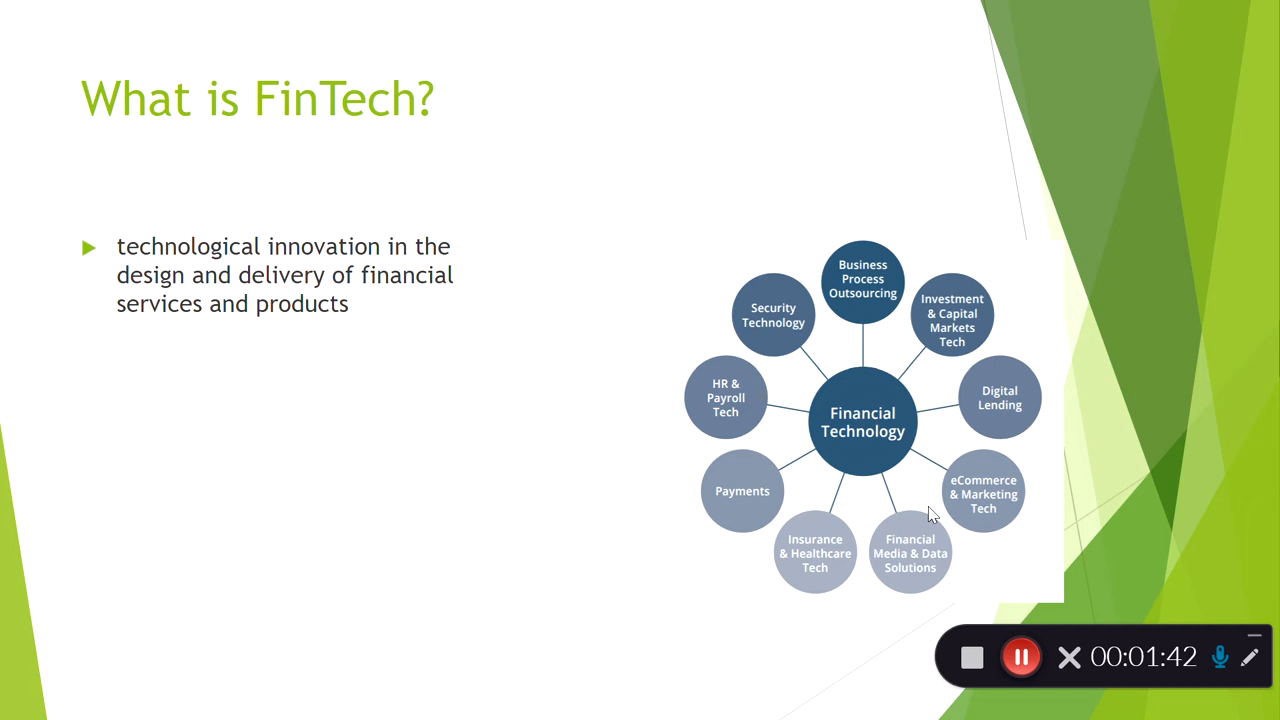 What is FinTech?
technological innovation in the
design and delivery of financial
services and products
Business
Process
Outsourcing
Investment
& Capital
Markets
Tech
Digital
Lending
eCommerce
& Marketing
Tech
Financial
Media & Data
Solutions
Insurance
& Healthcare
Tech
Payments
HR &
Payroll
Tech
Security
Technology
Financial
Technology
00:01:42